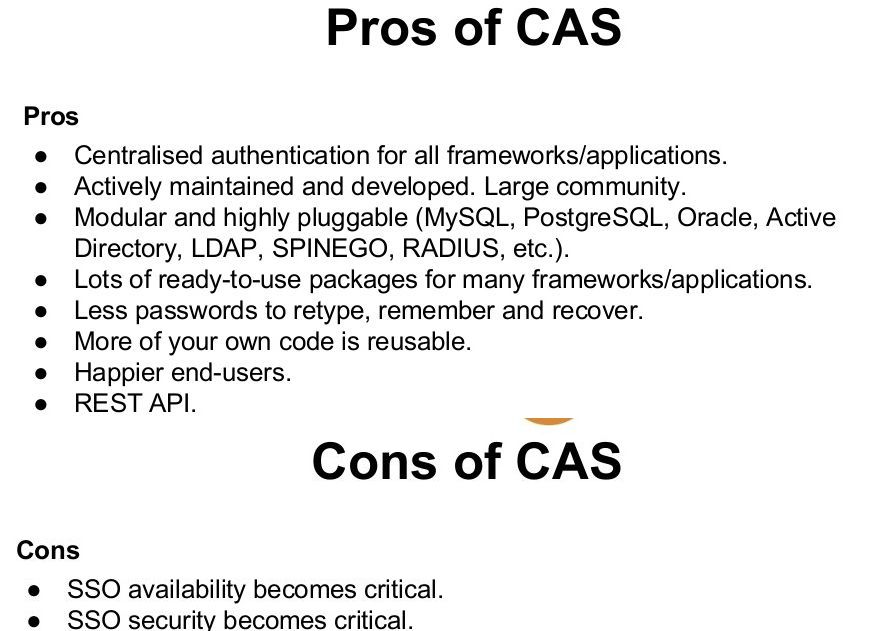 Pros of CAS
Pros
● Centralised authentication for all frameworks/applications.
● Actively maintained and developed. Large community.
● Modular and highly pluggable (MySQL, PostgreSQL, Oracle, Active
Directory, LDAP, SPINEGO, RADIUS, etc.).
● Lots of ready-to-use packages for many frameworks/applications.
● Less passwords to retype, remember and recover.
● More of your own code is reusable.
● Happier end-users.
● REST API.
Cons of CAS
Cons
● SSO availability becomes critical.
● SSO security becomes critical.